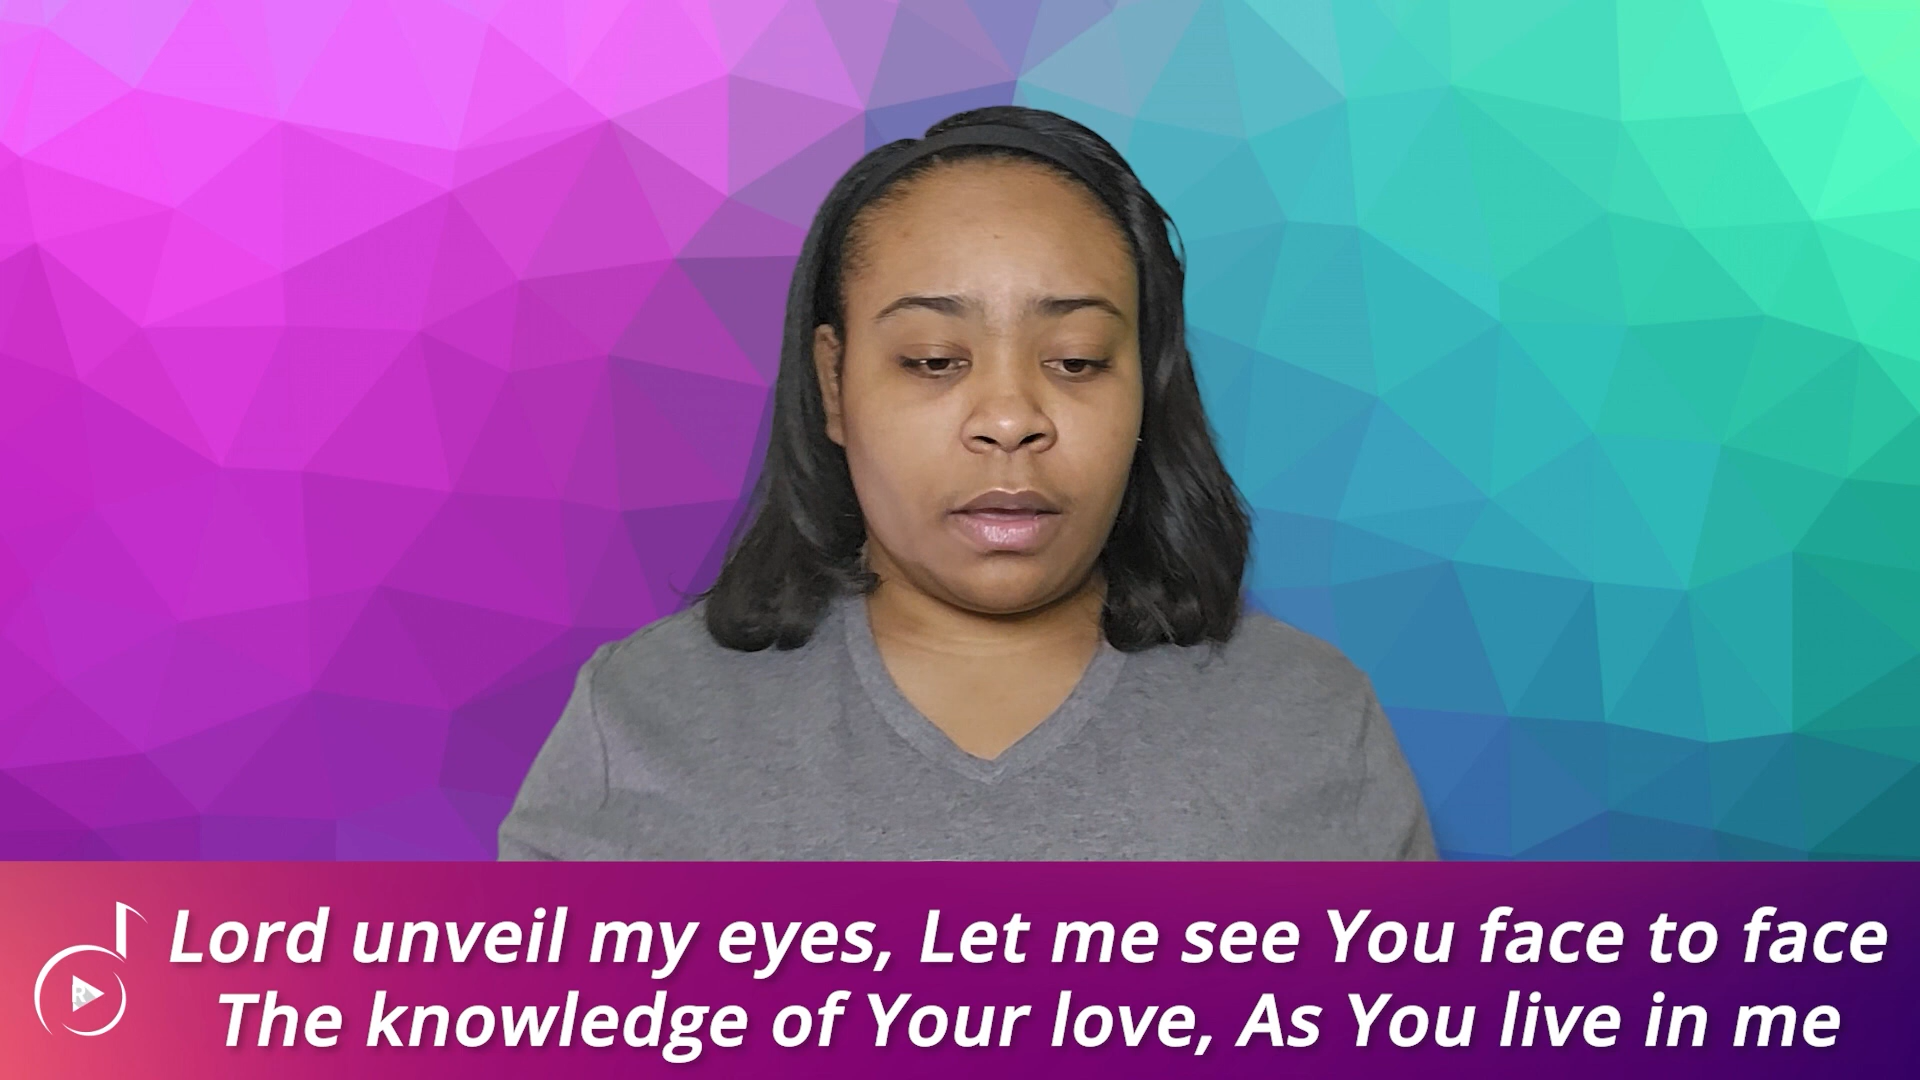 Lord unveil my eyes, Let me see You face to face
The knowledge of Your love, As You live in me